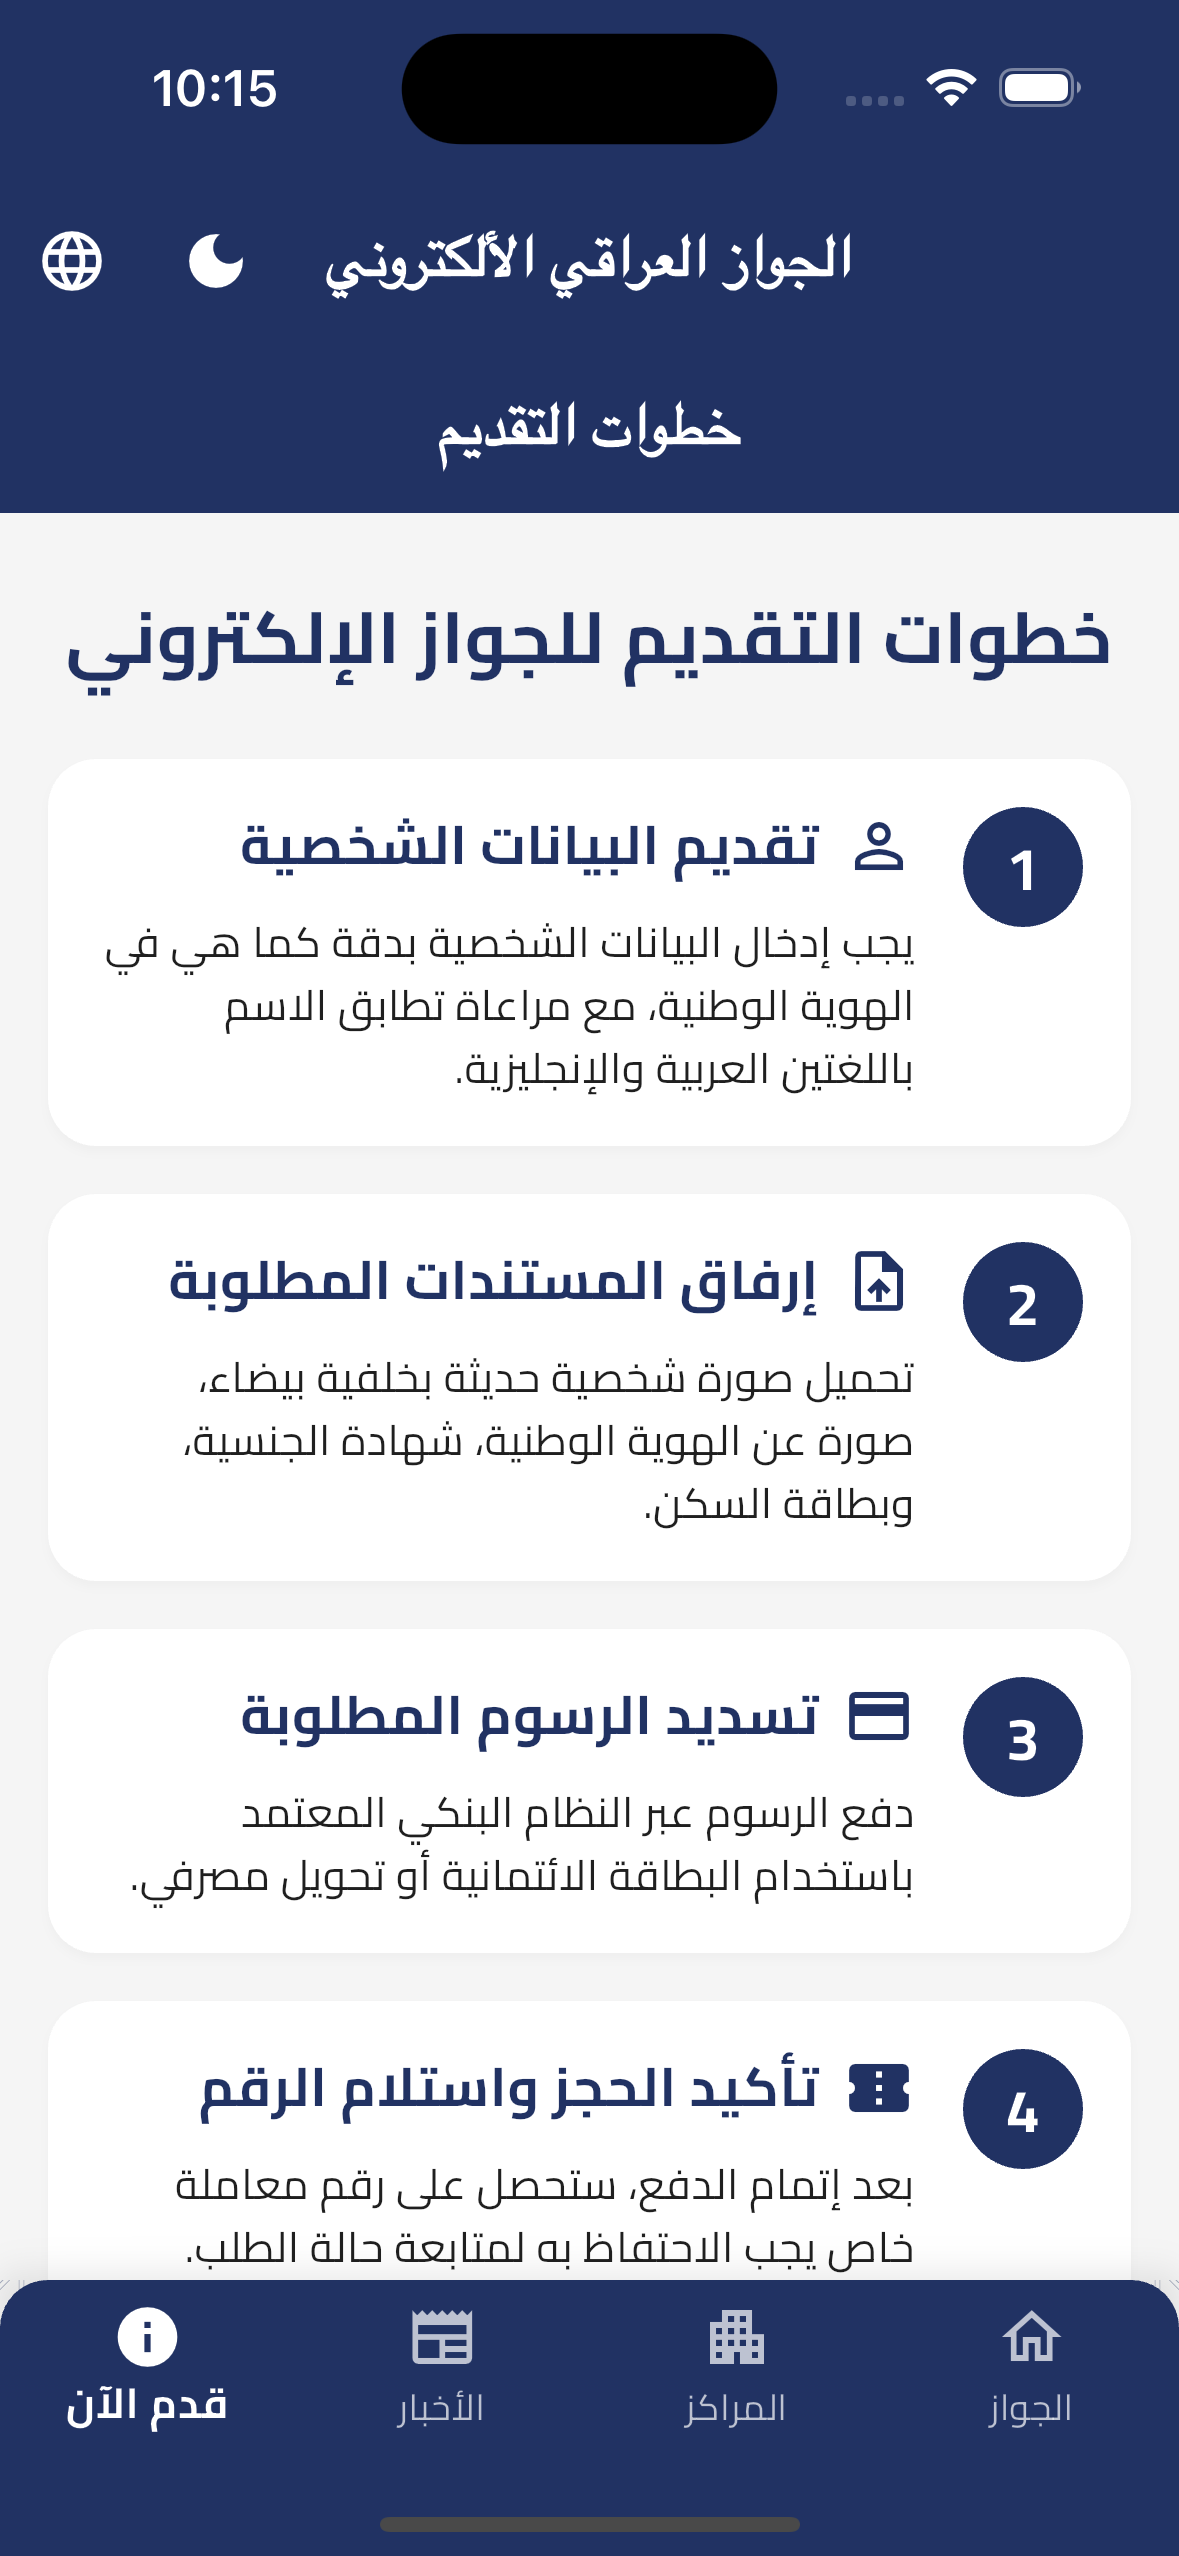 10:15
الجواز العراقي الألكتروني
خطوات التقديم
خطوات التقديم للجواز الإلكتروني
1
تقديم البيانات الشخصية
يجب إدخال البيانات الشخصية بدقة كما هي في
الهوية الوطنية، مع مراعاة تطابق الاسم
باللغتين العربية والإنجليزية.
2
إرفاق المستندات المطلوبة
تحميل صورة شخصية حديثة بخلفية بيضاء،
صورة عن الهوية الوطنية، شهادة الجنسية،
وبطاقة السكن.
3
تسديد الرسوم المطلوبة
دفع الرسوم عبر النظام البنكي المعتمد
باستخدام البطاقة الائتمانية أو تحويل مصرفي.
4
تأكيد الحجز واستلام الرقم
بعد إتمام الدفع، ستحصل على رقم معاملة
خاص يجب الاحتفاظ به لمتابعة حالة الطلب.
الجواز
المراكز
الأخبار
قدم الآن